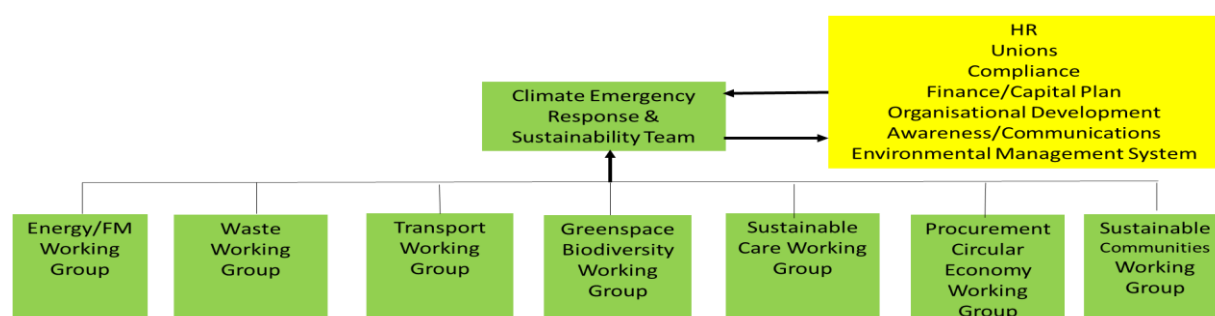 HR
Unions
Compliance
Finance/Capital Plan
Organisational Development
Awareness/Communications
Environmental Management System
Climate Emergency
Response &
Sustainability Team
Energy/FM
Working
Group
Waste
Working
Group
Transport
Working
Group
Greenspace
Biodiversity
Working
Group
Sustainable
Care Working
Group
Procurement
Circular
Economy
Working
Group
Sustainable
Communities
Working
Group